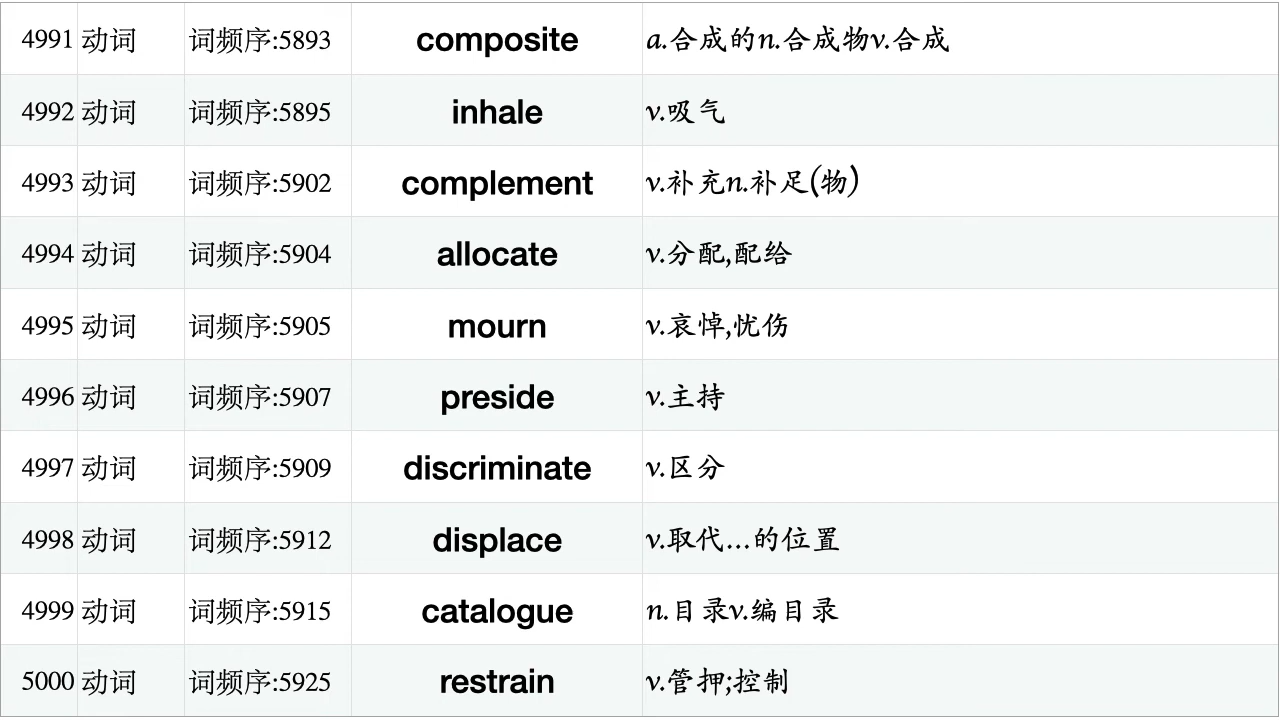 4991 动词 词频序:5893 composite a.合成的n.合成物v.合成
4992 动词 词频序:5895 inhale v.吸气
4993 动词 词频序:5902 complement v.补充n.补足(物)
4994 动词 词频序:5904 allocate v.分配,配给
4995 动词 词频序:5905 mourn v.哀悼,忧伤
4996 动词 词频序:5907 preside v.主持
4997 动词 词频序:5909 discriminate v.区分
4998 动词 词频序:5912 displace v.取代…的位置
4999 动词 词频序:5915 catalogue n.目录v.编目录
5000 动词 词频序:5925 restrain v.管押;控制